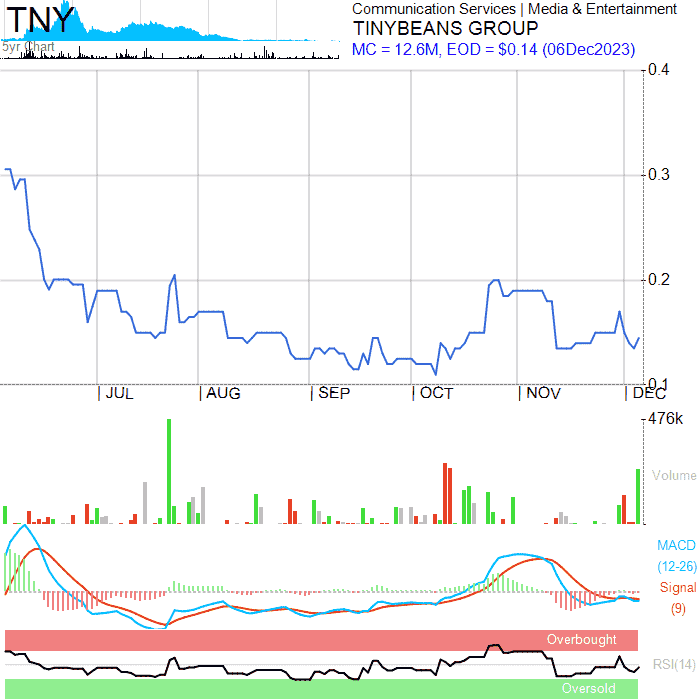 TNY
5yr Chart
Communication Services | Media & Entertainment
TINYBEANS GROUP
MC = 12.6M, EOD = $0.14 (06Dec2023)
0.4
0.3
0.2
0.1
| JUL | AUG | SEP | OCT | NOV | DEC
476k
Volume
MACD
(12-26)
Signal
(9)
Overbought
RSI(14)
Oversold